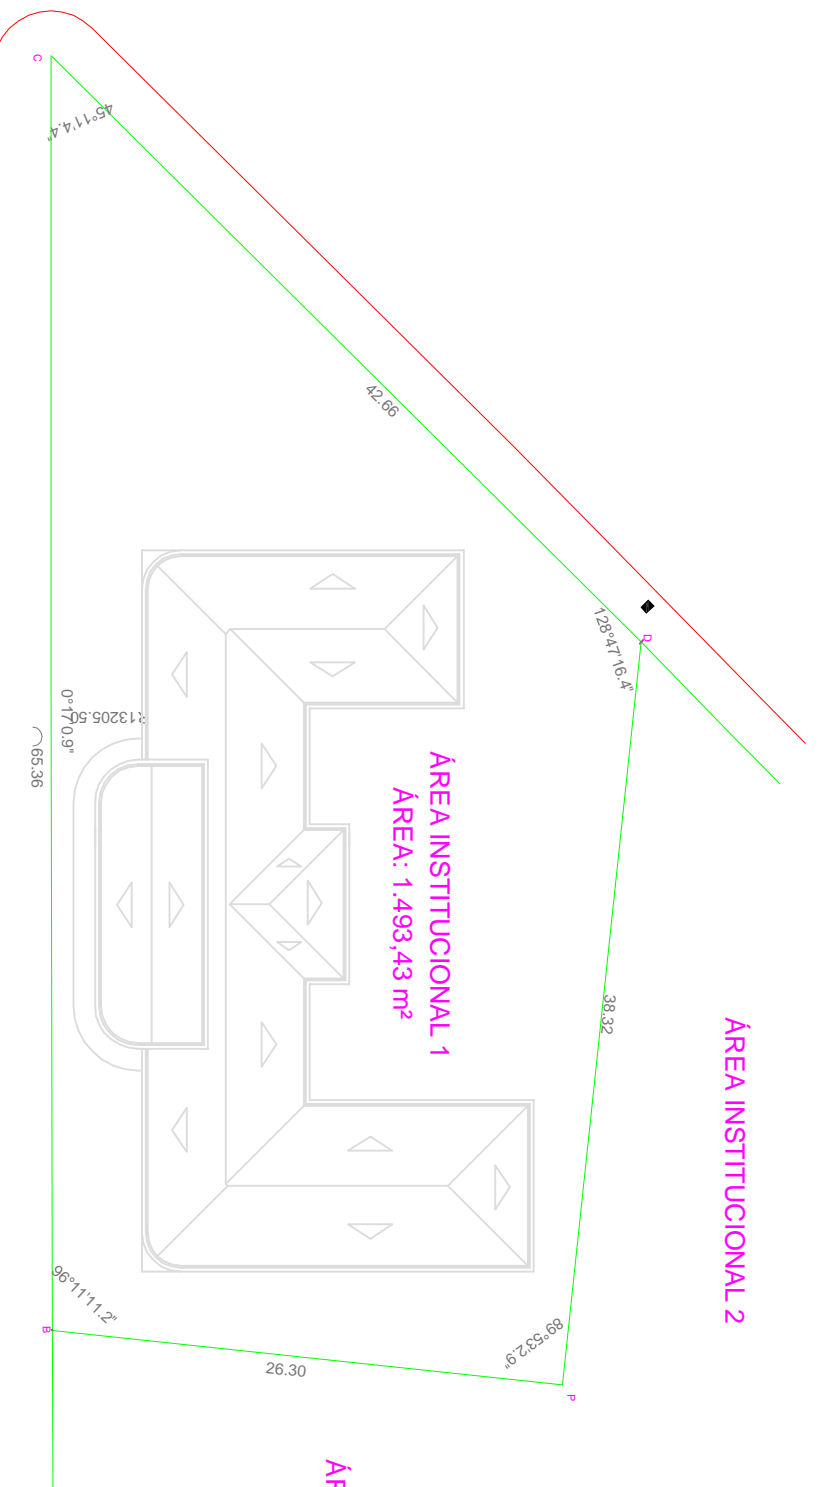 C
45°11'4.4"
42.66
D
128°47'16.4"
0°17'0.9"
R13205.50
65.36
ÁREA INSTITUCIONAL 1
ÁREA: 1.493,43 m²
38.32
ÁREA INSTITUCIONAL 2
96°11'11.2"
B
26.30
89°53'2.9"
P